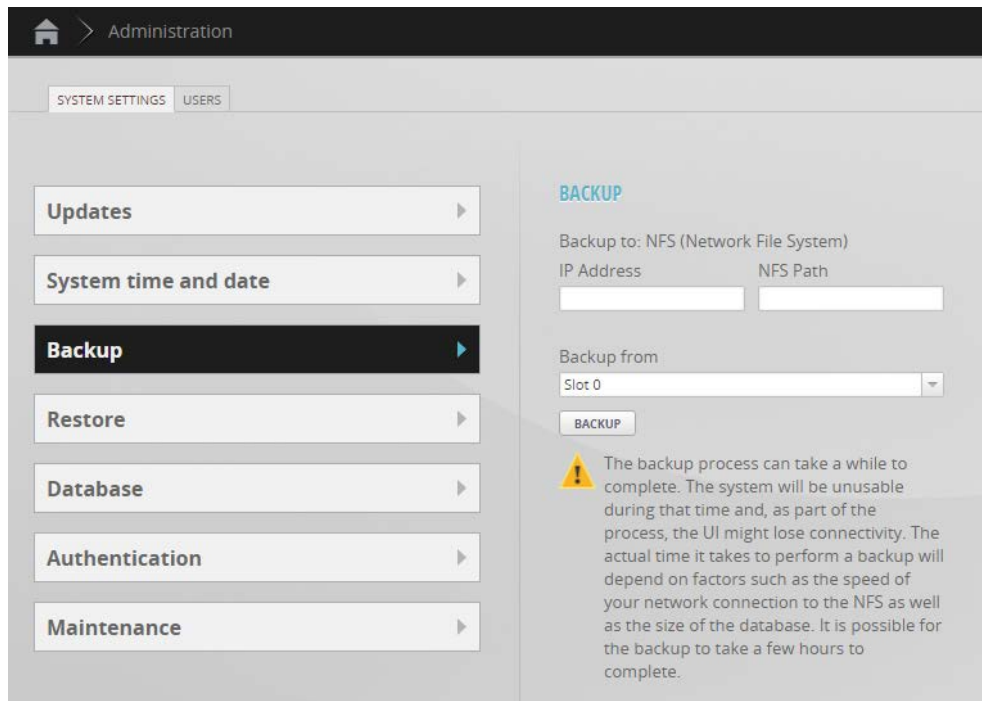 Administration
SYSTEM SETTINGS
USERS
Updates
System time and date
Backup
Restore
Database
Authentication
Maintenance
BACKUP
Backup to: NFS (Network File System)
IP Address
NFS Path
Backup from
Slot 0
BACKUP
The backup process can take a while to
complete. The system will be unusable
during that time and, as part of the
process, the UI might lose connectivity. The
actual time it takes to perform a backup will
depend on factors such as the speed of
your network connection to the NFS as well
as the size of the database. It is possible for
the backup to take a few hours to
complete.